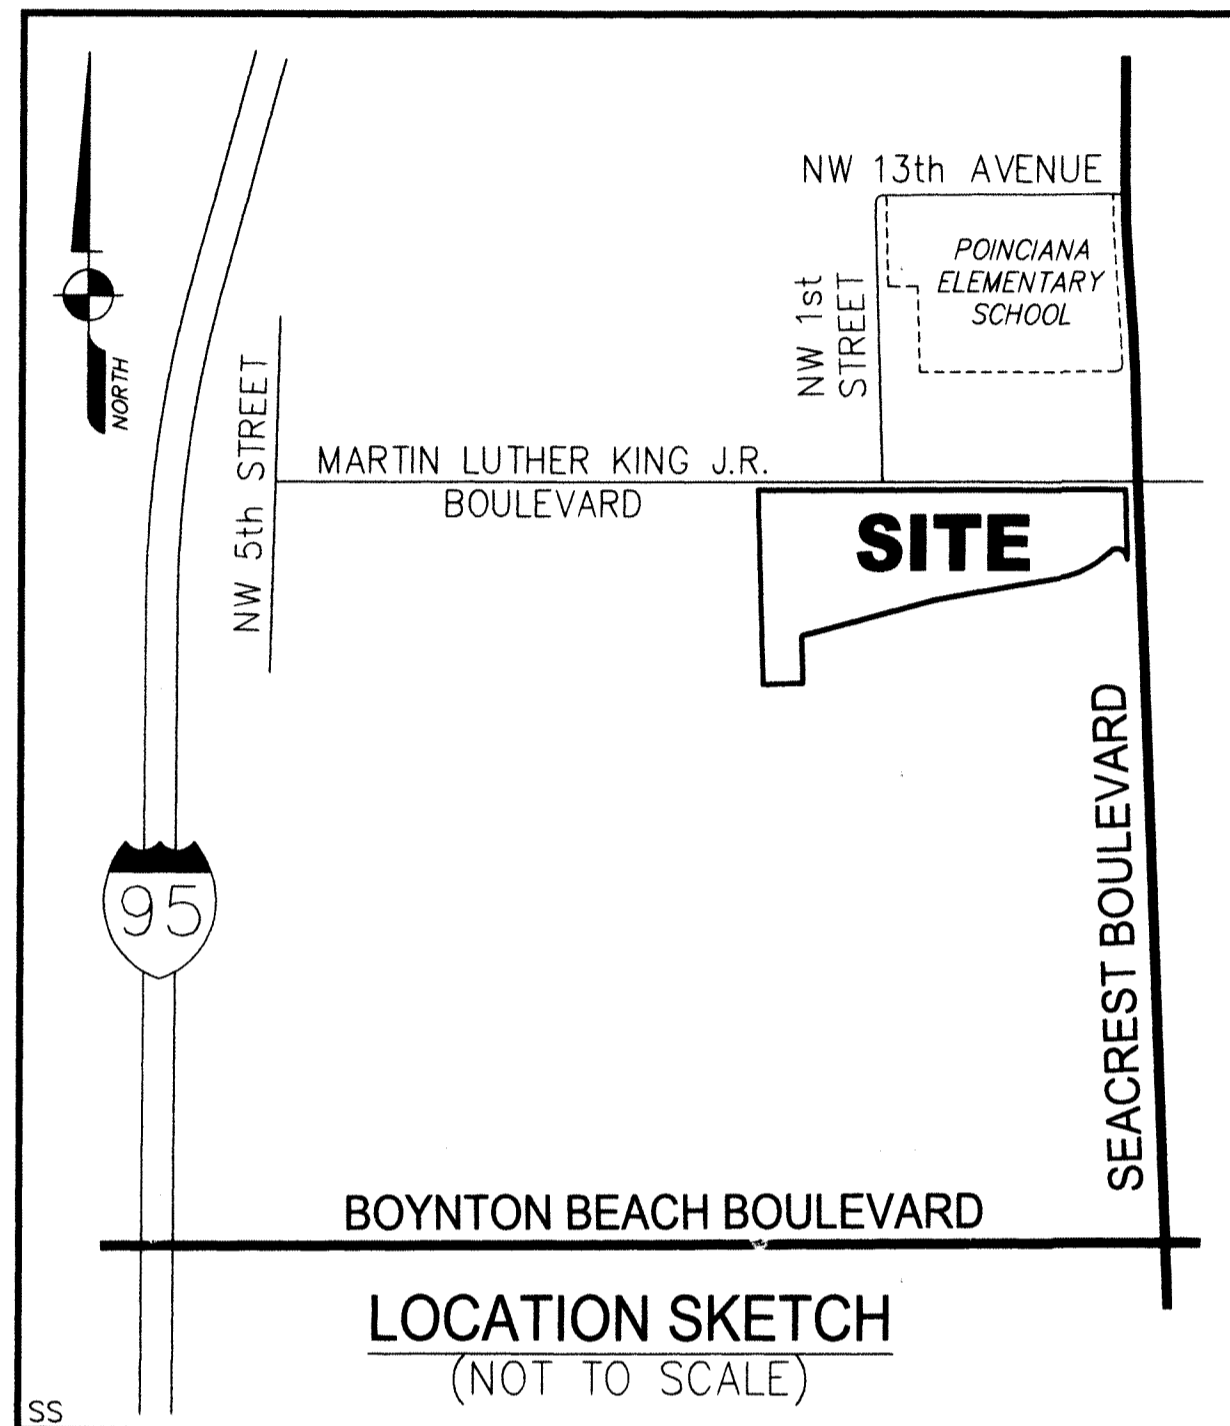 NW 13th AVENUE
POINCIANA
ELEMENTARY
SCHOOL
NW 1st
STREET
NORTH
NW 5th STREET
MARTIN LUTHER KING J.R.
BOULEVARD
SITE
95
SEACREST BOULEVARD
BOYNTON BEACH BOULEVARD
LOCATION SKETCH
(NOT TO SCALE)
SS